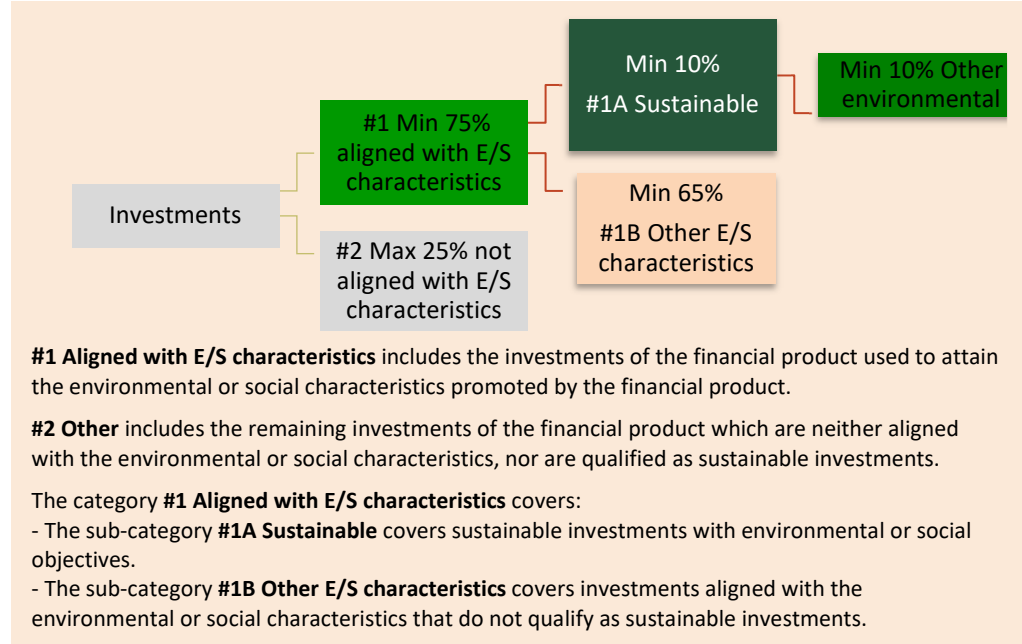 Min 10%
#1A Sustainable
Min 10% Other
environmental
#1 Min 75%
aligned with E/S
characteristics
Investments
Min 65%
#1B Other E/S
characteristics
#2 Max 25% not
aligned with E/S
characteristics
#1 Aligned with E/S characteristics includes the investments of the financial product used to attain
the environmental or social characteristics promoted by the financial product.
#2 Other includes the remaining investments of the financial product which are neither aligned
with the environmental or social characteristics, nor are qualified as sustainable investments.
The category #1 Aligned with E/S characteristics covers:
- The sub-category #1A Sustainable covers sustainable investments with environmental or social
objectives.
- The sub-category #1B Other E/S characteristics covers investments aligned with the
environmental or social characteristics that do not qualify as sustainable investments.